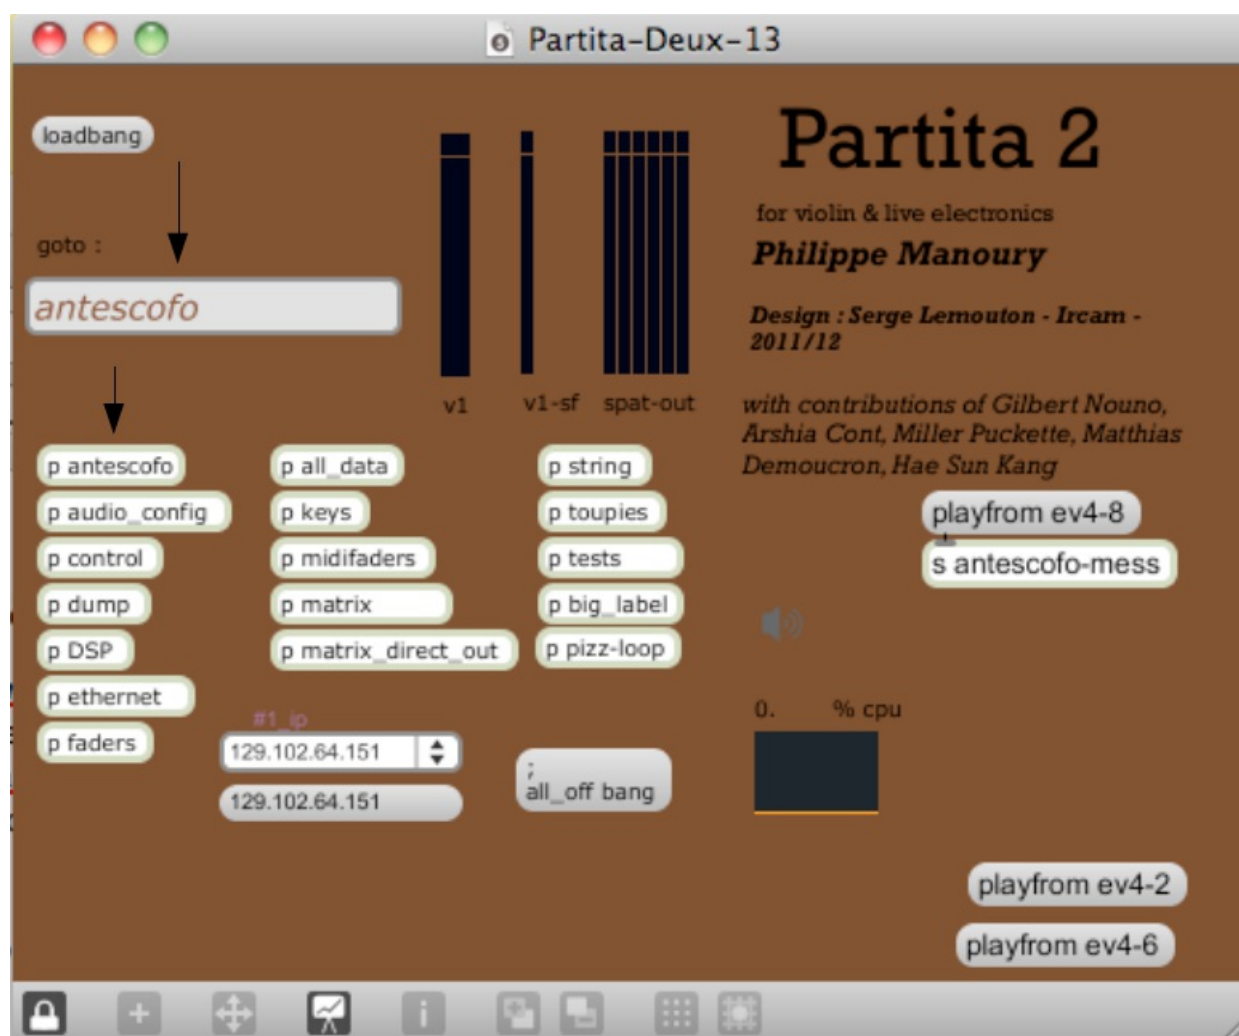 Partita-Deux-13
loadbang
goto :
antescofo
v1
v1-sf
spat-out
Partita 2
for violin & live electronics
Philippe Manoury
Design : Serge Lemouton - Ircam -
2011/12
with contributions of Gilbert Nouno,
Arshia Cont, Miller Puckette, Matthias
Demoucron, Hae Sun Kang
p antescofo
p audio_config
p control
p dump
p DSP
p ethernet
p faders
p all_data
p keys
p midifaders
p matrix
p matrix_direct_out
p string
p toupies
p tests
p big_label
p pizz-loop
playfrom ev4-8
s antescofo-mess
#1_ip
129.102.64.151
129.102.64.151
;
all_off bang
0. % cpu
playfrom ev4-2
playfrom ev4-6